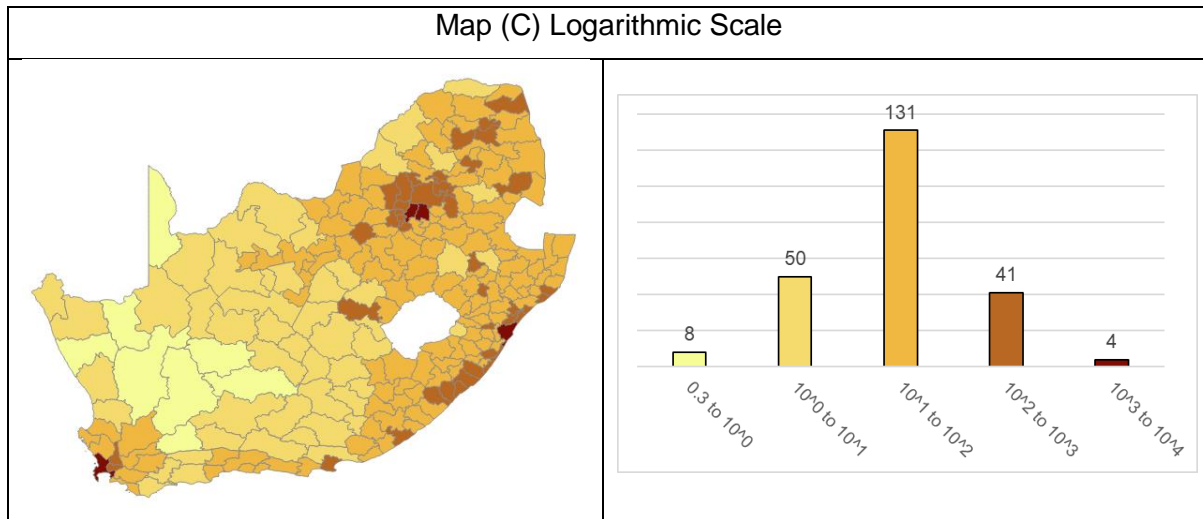 Map (C) Logarithmic Scale
131
50
41
8
4
0.3 to 10^0
10^0 to 10^1
10^1 to 10^2
10^2 to 10^3
10^3 to 10^4